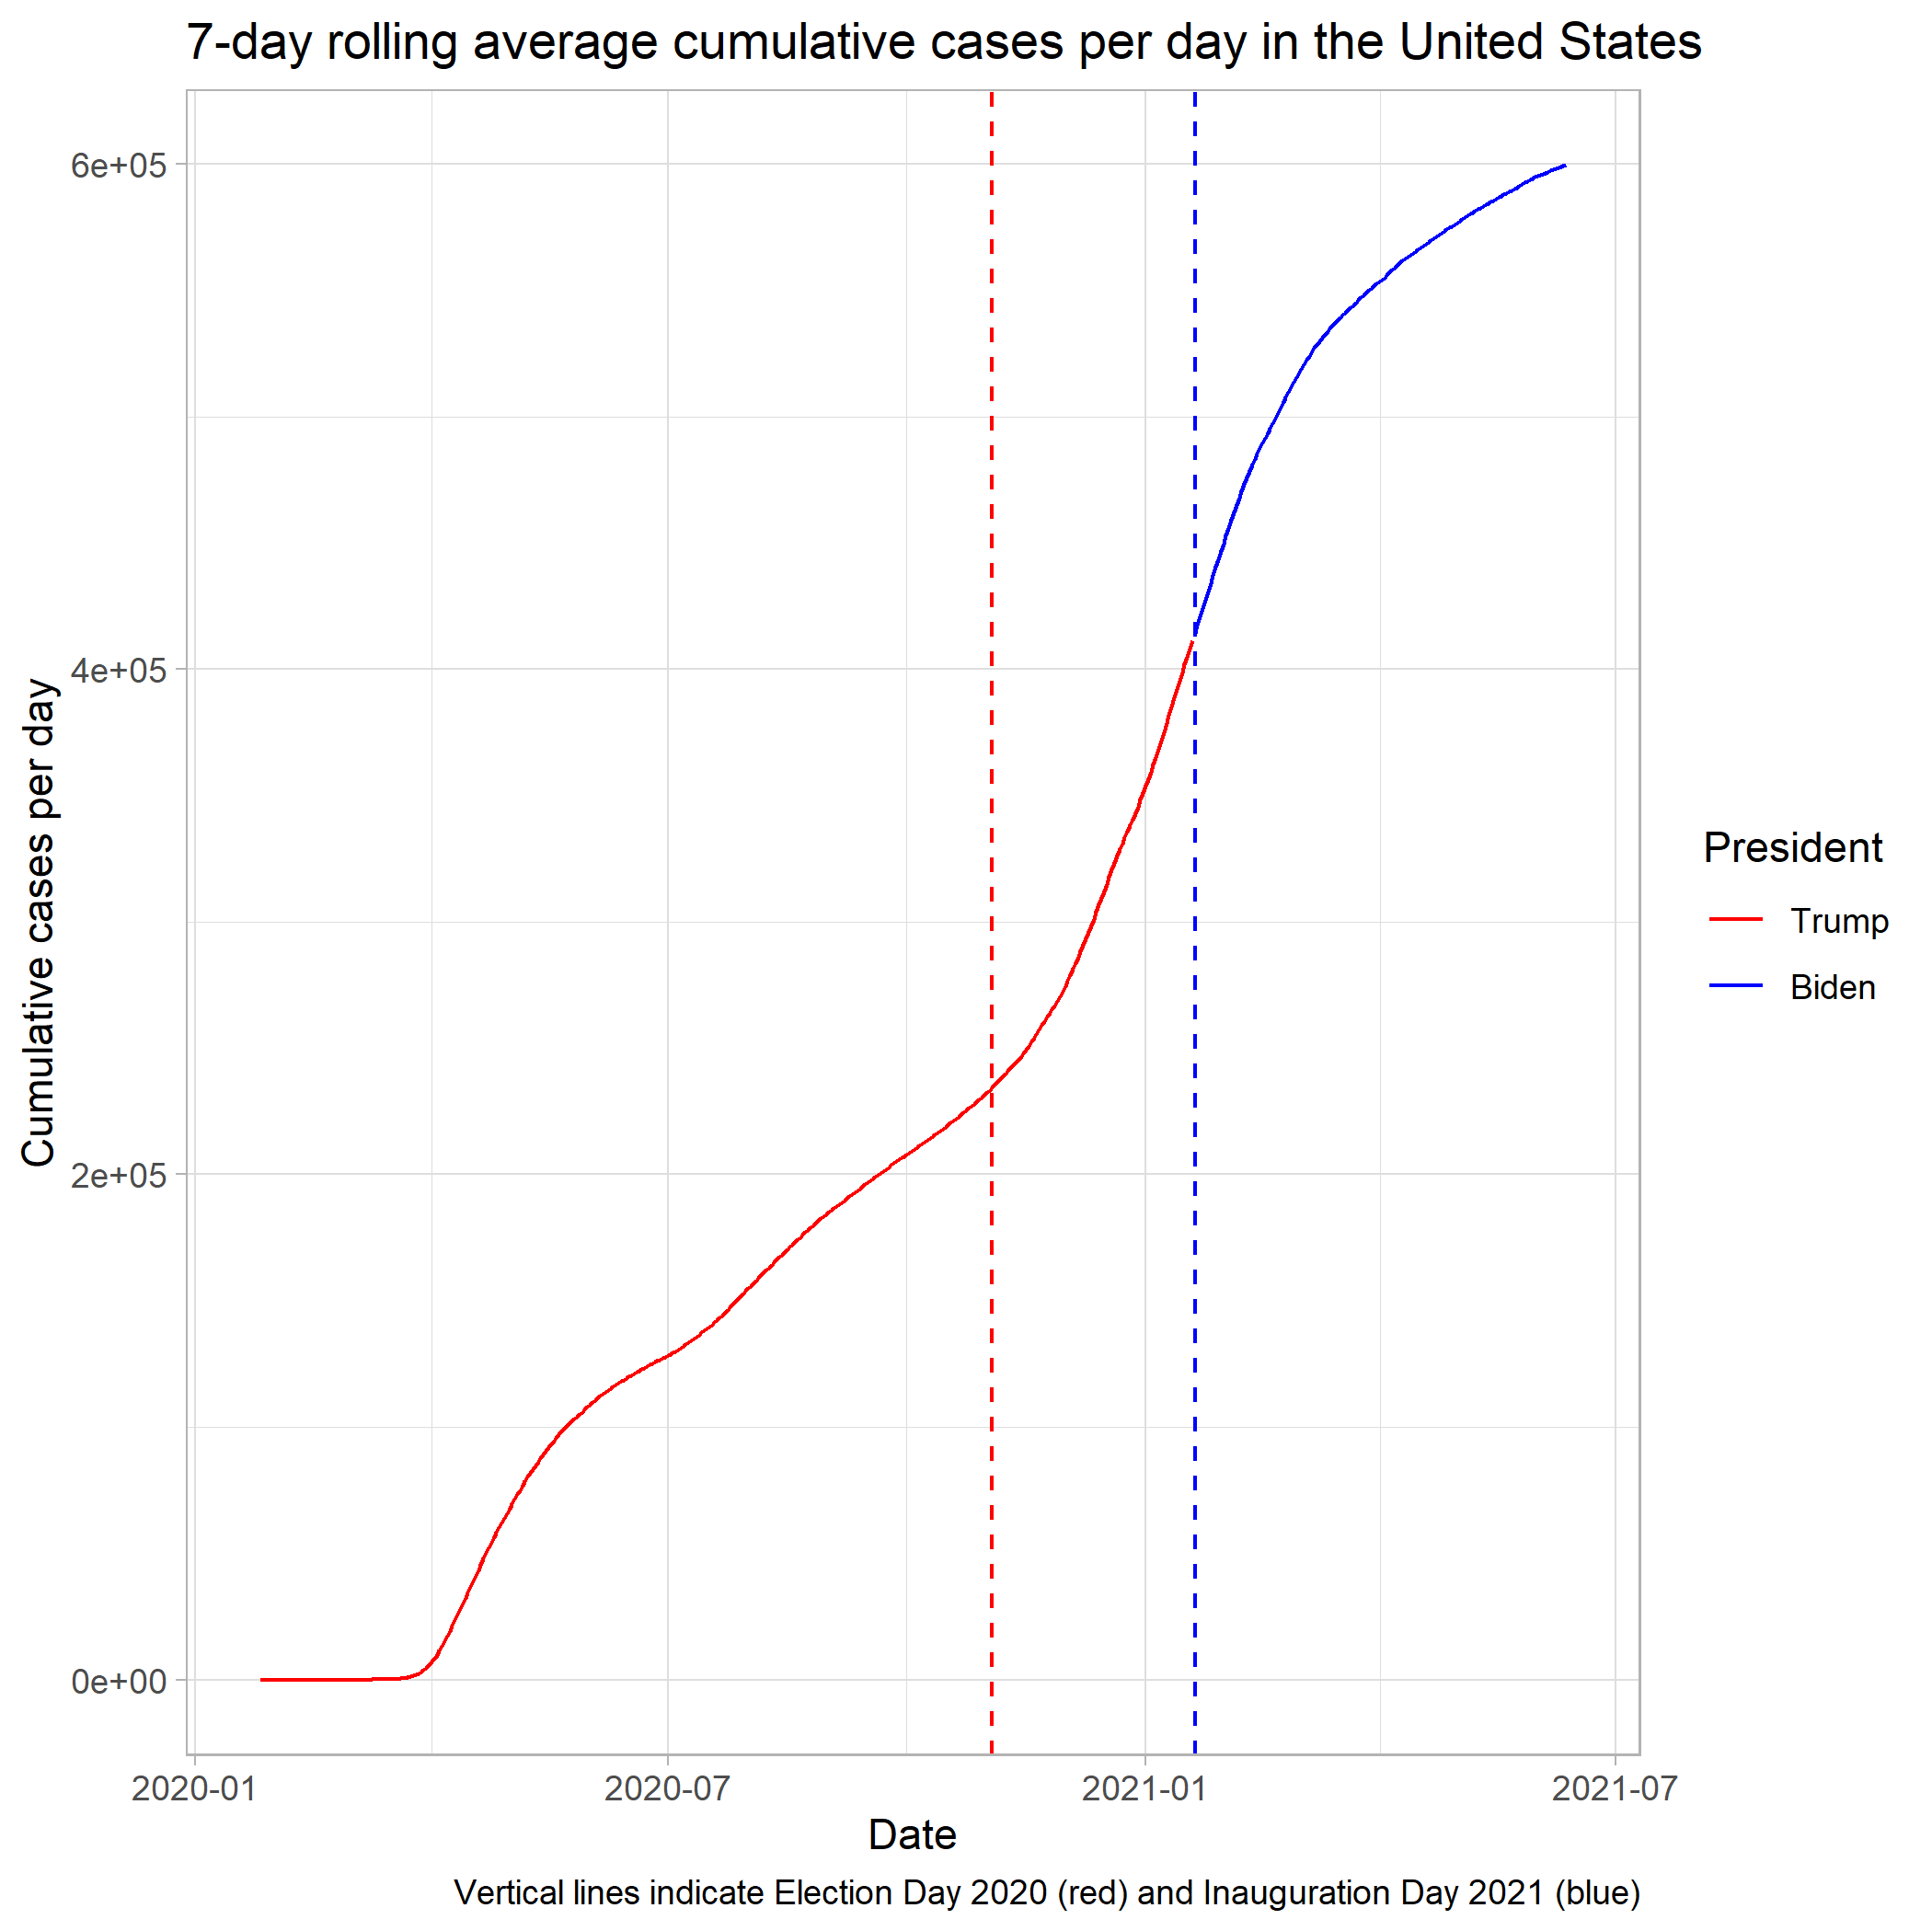 7-day rolling average cumulative cases per day in the United States
Cumulative cases per day
6e+05
4e+05
2e+05
0e+00
2020-01
2020-07
2021-01
2021-07
Date
President
Trump
Biden
Vertical lines indicate Election Day 2020 (red) and Inauguration Day 2021 (blue)